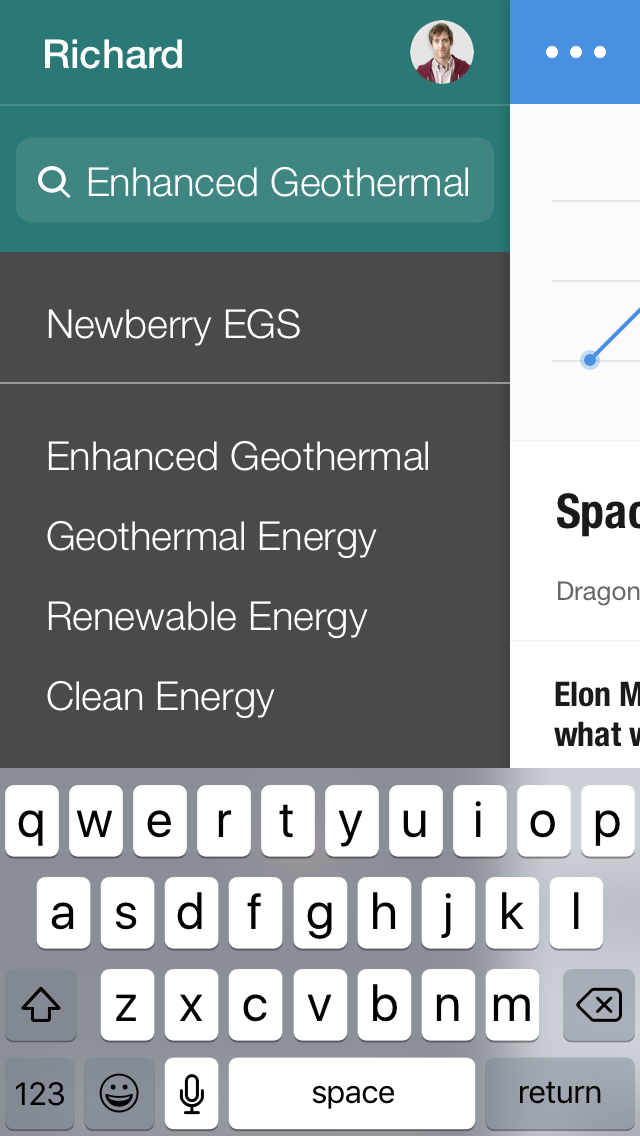 Richard
Enhanced Geothermal
Newberry EGS
Enhanced Geothermal
Geothermal Energy
Renewable Energy
Clean Energy
Spac
Dragon
Elon M
what w
q w e r t y u i o p
a s d f g h j k l
z x c v b n m
123 space return